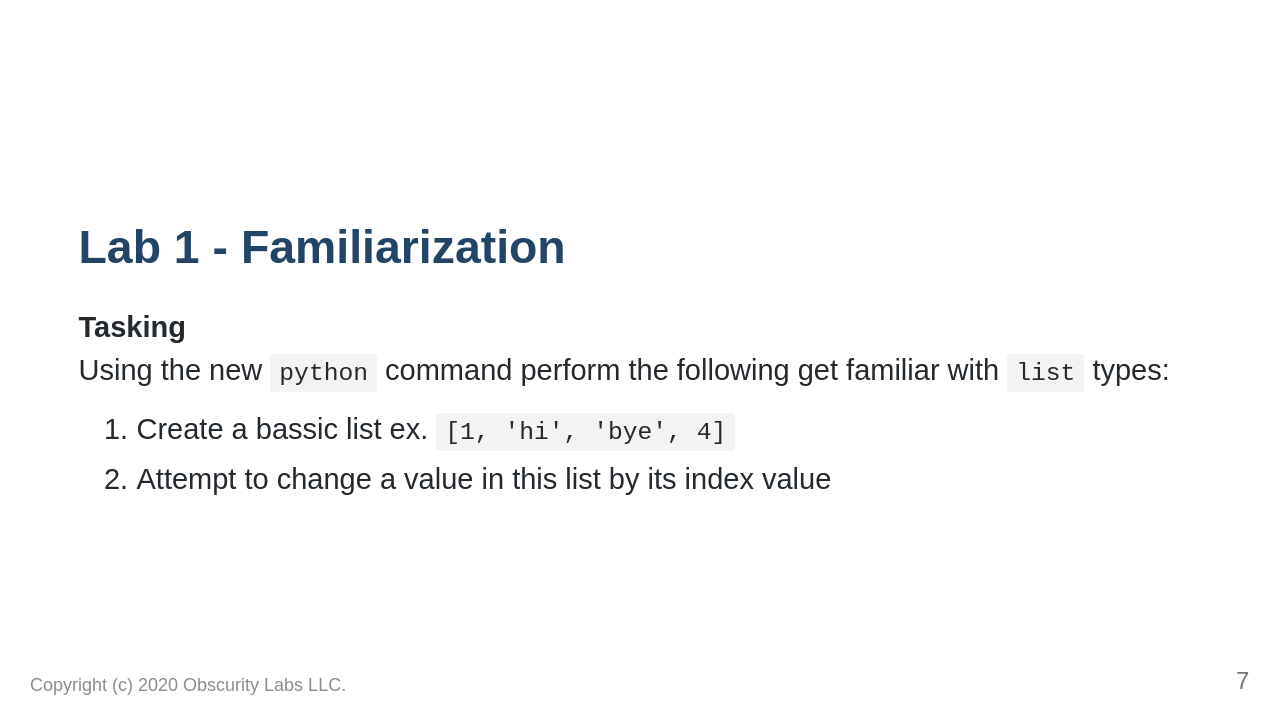 Lab 1 - Familiarization
Tasking
Using the new python command perform the following get familiar with list types:
1. Create a bassic list ex. [1, 'hi', 'bye', 4]
2. Attempt to change a value in this list by its index value
Copyright (c) 2020 Obscurity Labs LLC.
7